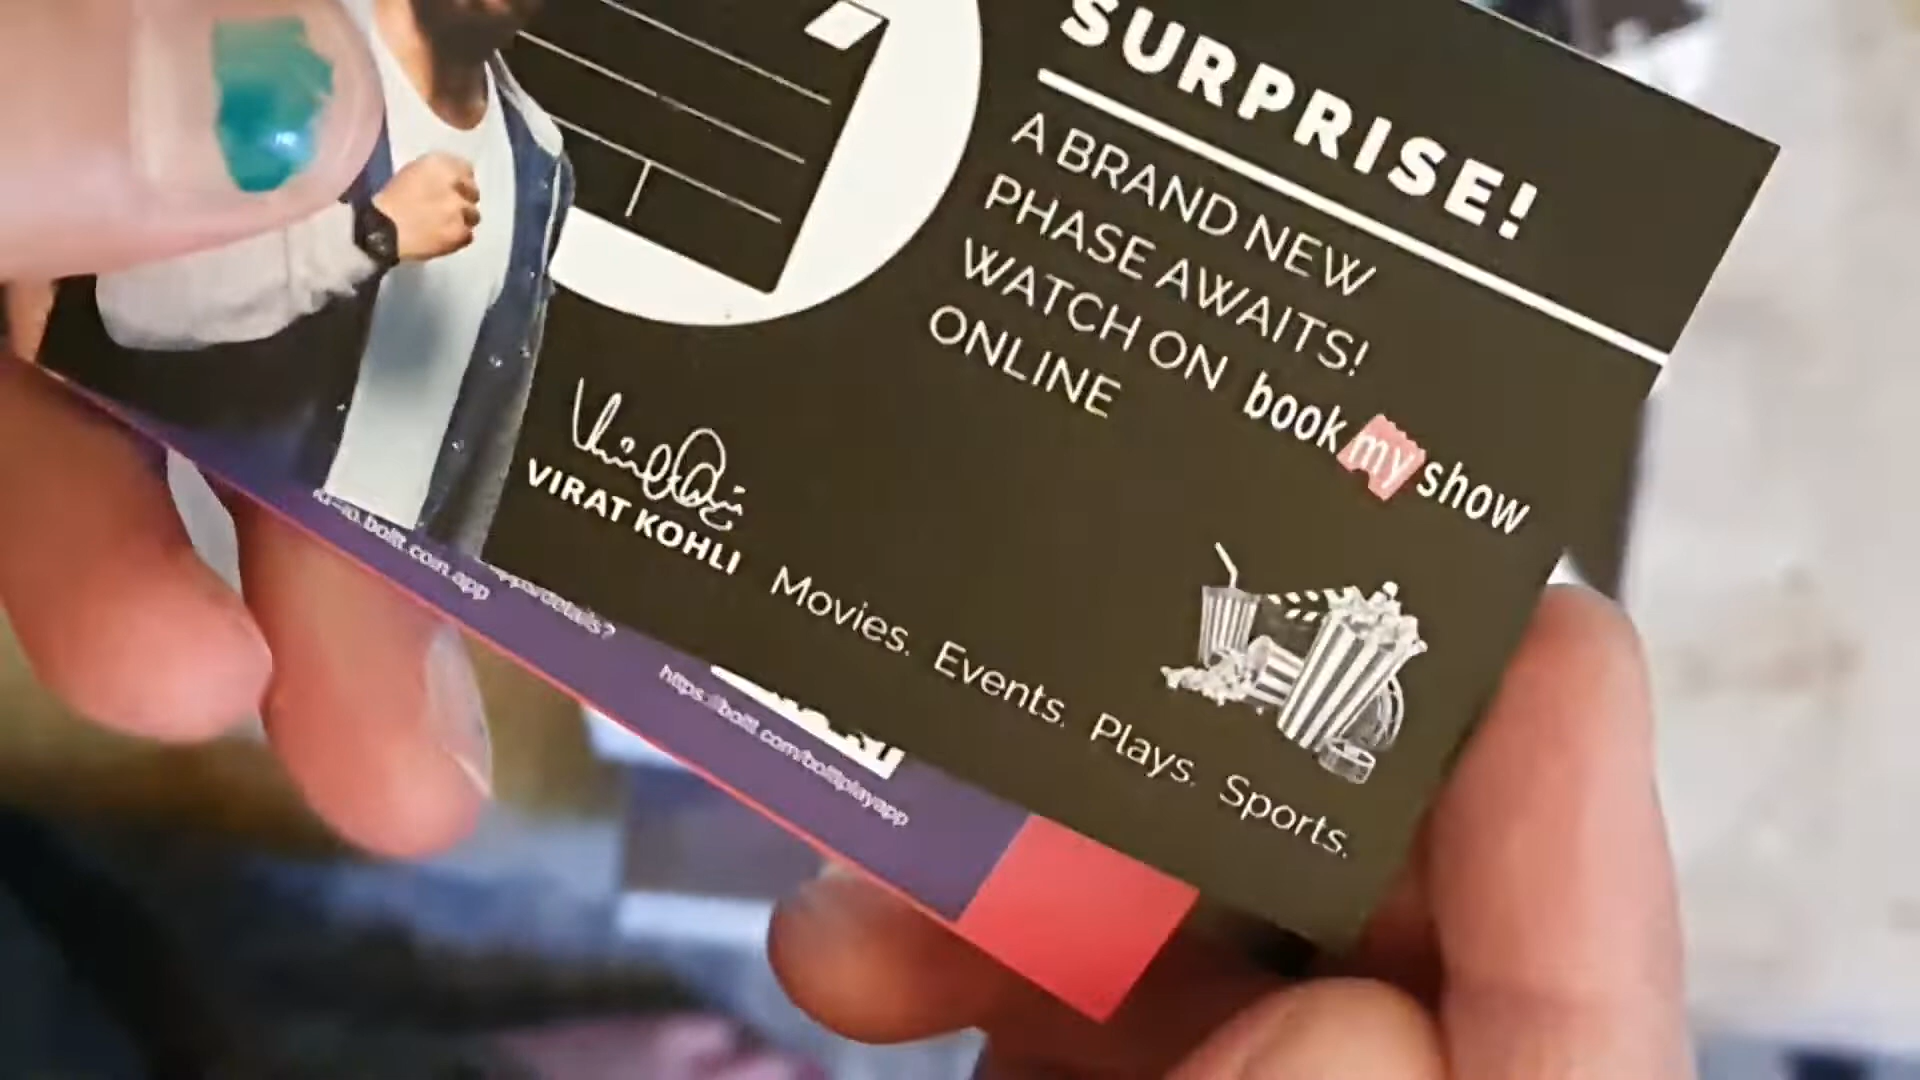 SURPRISE!
A BRAND NEW
PHASE AWAITS!
WATCH ON bookmyshow
ONLINE
VIRAT KOHLI
Movies. Events. Plays. Sports.
https://boltt.com/bolttplayapp